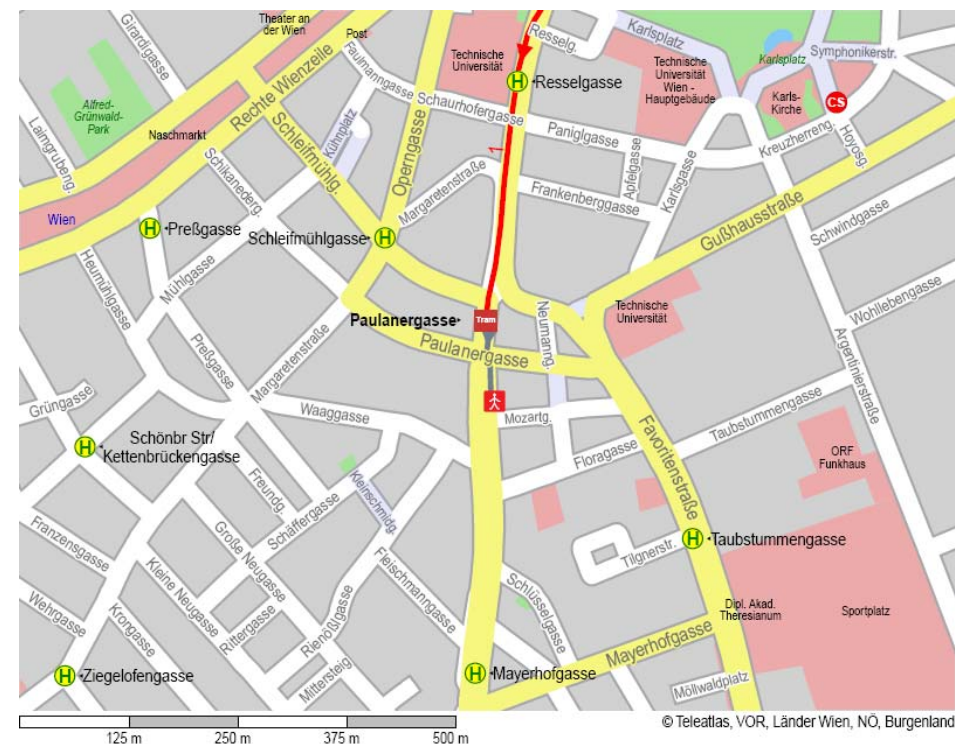 Theater an
der Wien
Post
Girardigasse
Rechte Wienzeile
Faulmanngasse
Technische
Universität
Resselg.
Karlsplatz
Karlsplatz
Symphonikerstr.
Resselgasse
Technische
Universität
Wien -
Hauptgebäude
Karls-
Kirche
CS
Alfred-
Grünwald-
Park
Naschmarkt
Laimgrubeng.
Kühnplatz
Schaurhofergasse
Paniglgasse
Kreuzherreng.
Hoyosg.
Schleifmühlg.
Operngasse
1
Apfelgasse
Karlsgasse
Schikanederg.
Margaretenstraße
Frankenberggasse
Gußhausstraße
Schwindgasse
Wien
Preßgasse
Schleifmühlgasse
Mühlgasse
Heumühlgasse
Technische
Universität
Wohllebengasse
Neumanng.
Paulanergasse
Tram
Paulanergasse
Argentinierstraße
Preßgasse
Margaretenstraße
Grüngasse
Waaggasse
Mozartg.
Taubstummengasse
Schönbr Str/
Kettenbrückengasse
Floragasse
Favoritenstraße
ORF
Funkhaus
Freundg.
Kleinschmidg.
Schäffergasse
Große Neugasse
Franzensgasse
Tilgnerstr.
Taubstummengasse
Kleine Neugasse
Fleischmanngasse
Schlüsselgasse
Wehrgasse
Krongasse
Rittergasse
Rienößlgasse
Dipl. Akad.
Theresianum
Sportplatz
Mayerhofgasse
Ziegelofengasse
Mittersteig
Mayerhofgasse
Möllwaldplatz
© Teleatlas, VOR, Länder Wien, NÖ, Burgenland
125 m 250 m 375 m 500 m
H
H
H
H
H
H
H